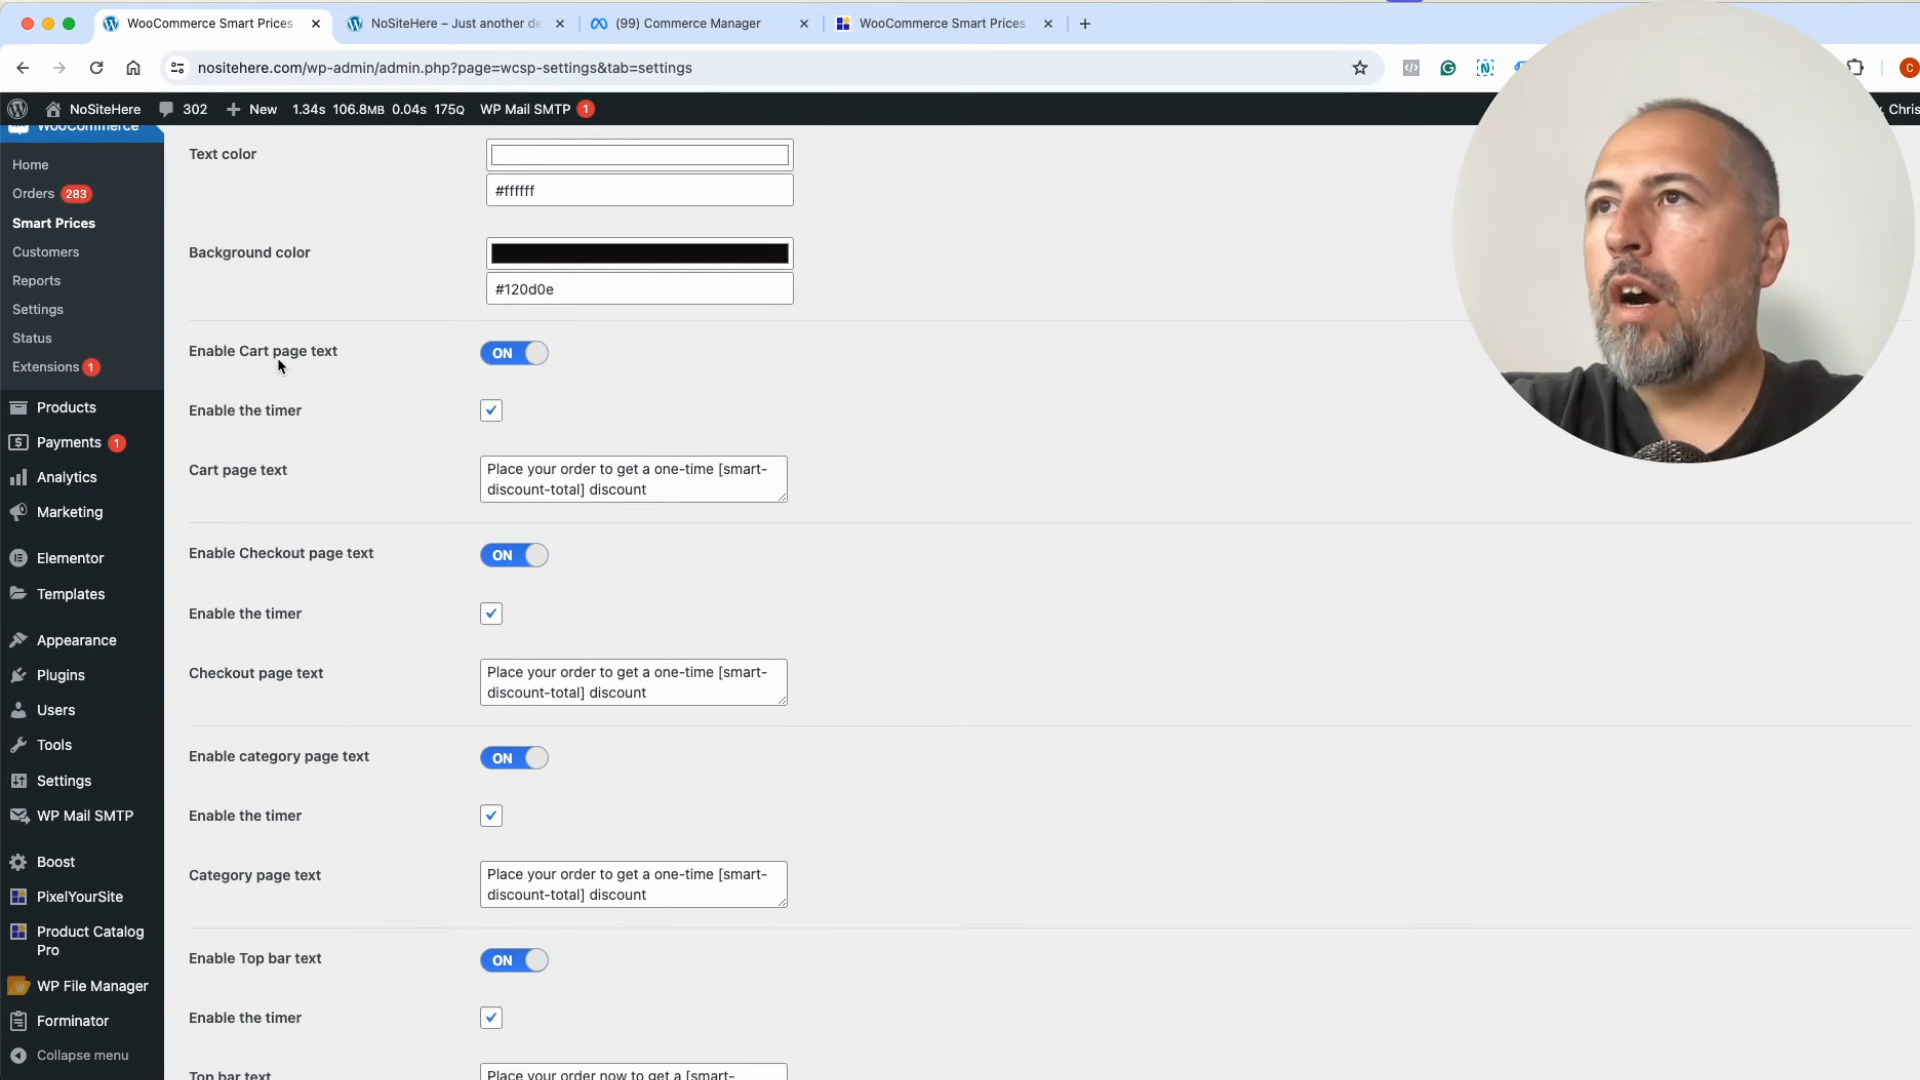 WooCommerce Smart Prices
NoSiteHere – Just another de
(99) Commerce Manager
WooCommerce Smart Prices
nositehere.com/wp-admin/admin.php?page=wcsp-settings&tab=settings
C
NoSiteHere
302
New
1.34s 106.8MB 0.04s 175Q
WP Mail SMTP 1
, Chris
WooCommerce
Home
Orders 283
Smart Prices
Customers
Reports
Settings
Status
Extensions 1
Products
Payments 1
Analytics
Marketing
Elementor
Templates
Appearance
Plugins
Users
Tools
Settings
WP Mail SMTP
Boost
PixelYourSite
Product Catalog
Pro
WP File Manager
Forminator
Collapse menu
Text color
#ffffff
Background color
#120d0e
Enable Cart page text
ON
Enable the timer
Cart page text
Place your order to get a one-time [smart-
discount-total] discount
Enable Checkout page text
ON
Enable the timer
Checkout page text
Place your order to get a one-time [smart-
discount-total] discount
Enable category page text
ON
Enable the timer
Category page text
Place your order to get a one-time [smart-
discount-total] discount
Enable Top bar text
ON
Enable the timer
Top bar text
Place your order now to get a [smart-